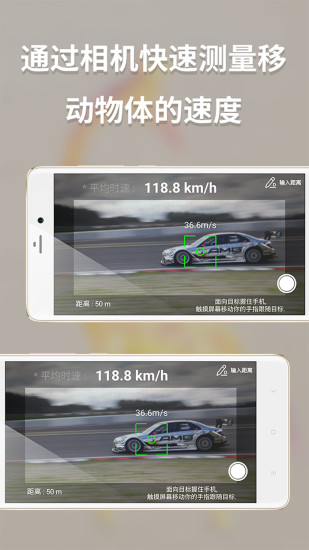 通过相机快速测量移
动物体的速度
* 平均时速 : 118.8 km/h
输入距离
36.6m/s
AMG
距离 : 50 m
面向目标握住手机,
触摸屏幕移动你的手指跟随目标.
平均时速 : 118.8 km/h
输入距离
36.6m/s
AMG
距离 : 50 m
面向目标握住手机,
触摸屏幕移动你的手指跟随目标.